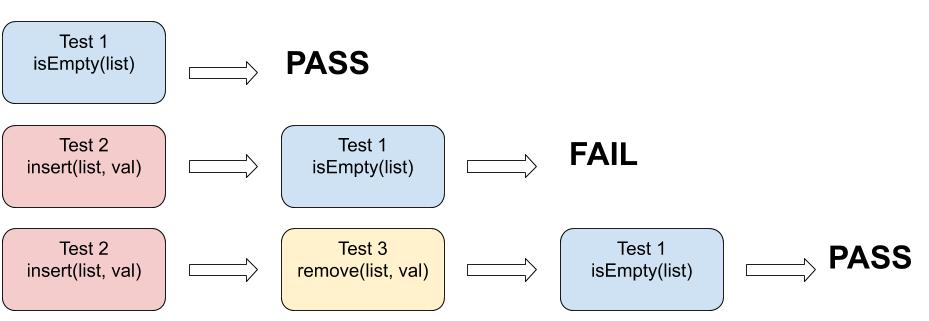 Test 1
isEmpty(list)
PASS
Test 2
insert(list, val)
Test 1
isEmpty(list)
FAIL
Test 2
insert(list, val)
Test 3
remove(list, val)
Test 1
isEmpty(list)
PASS